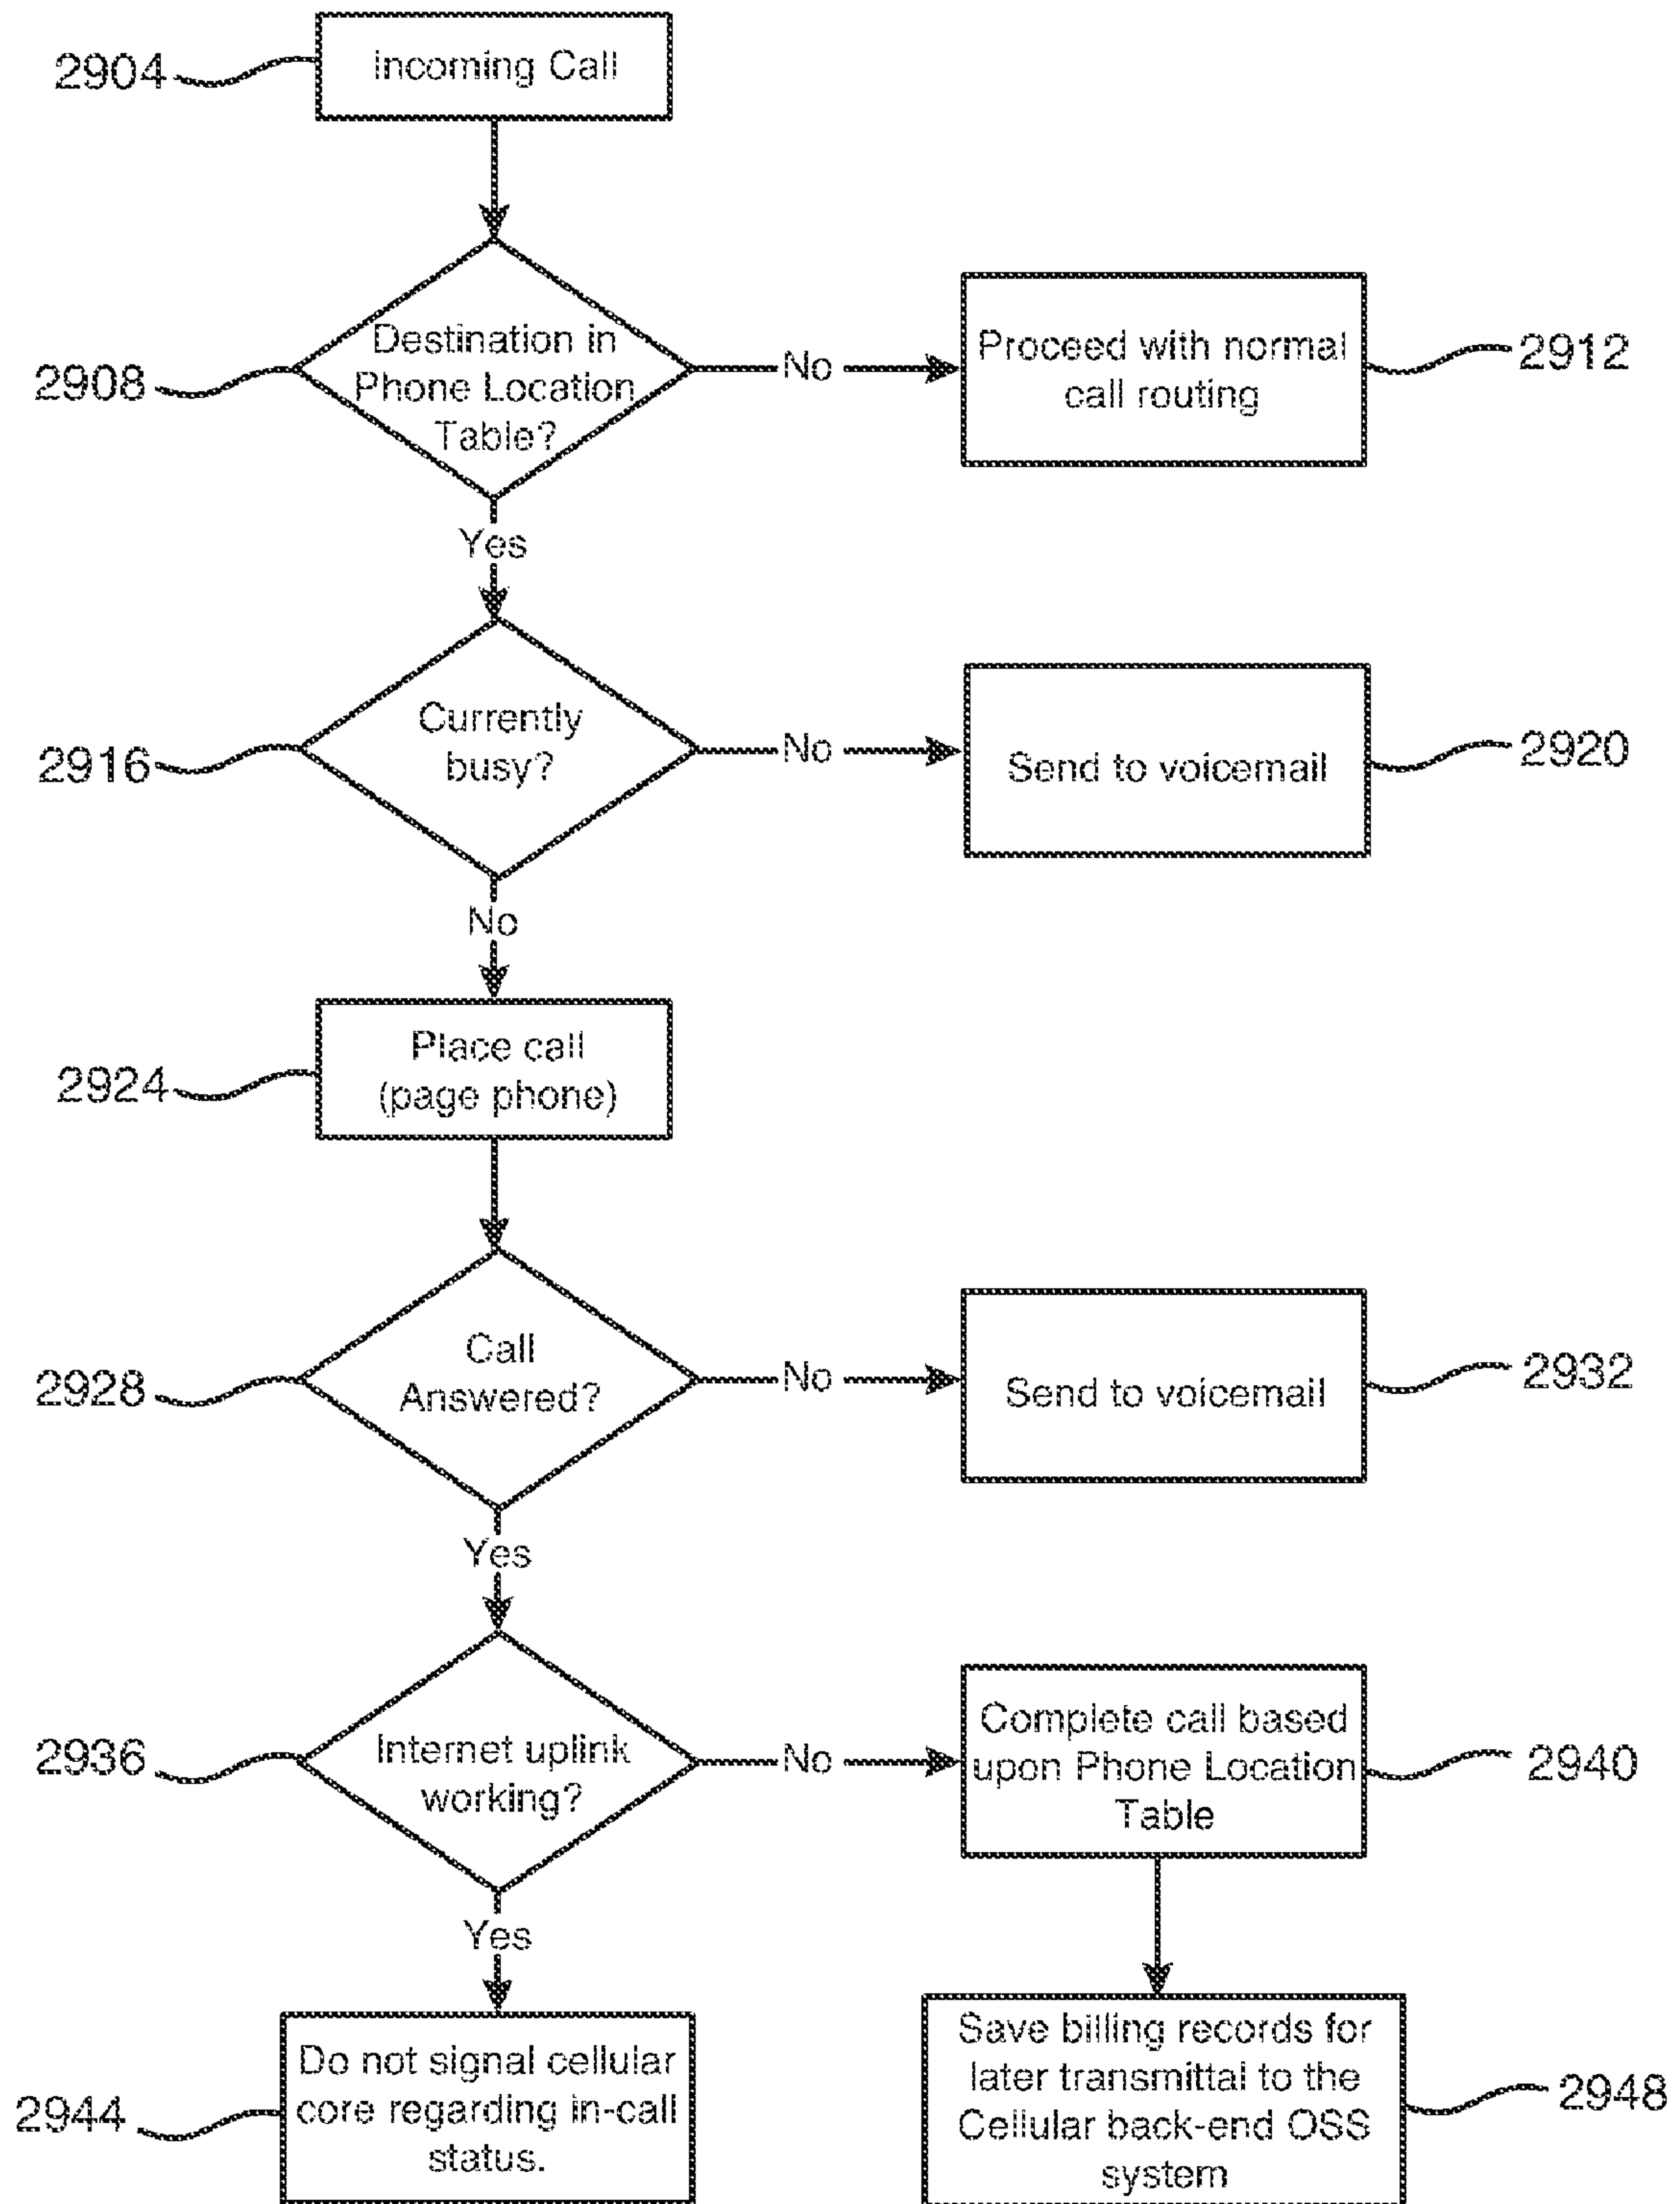 2904
Incoming Call
2908
Destination in
Phone Location
Table?
No
Proceed with normal
call routing
2912
Yes
2916
Currently
busy?
No
Send to voicemail
2920
No
2924
Place call
(page phone)
2928
Call
Answered?
No
Send to voicemail
2932
Yes
2936
Internet uplink
working?
No
Complete call based
upon Phone Location
Table
2940
Yes
2944
Do not signal cellular
core regarding in-call
status.
Save billing records for
later transmittal to the
Cellular back-end OSS
system
2948